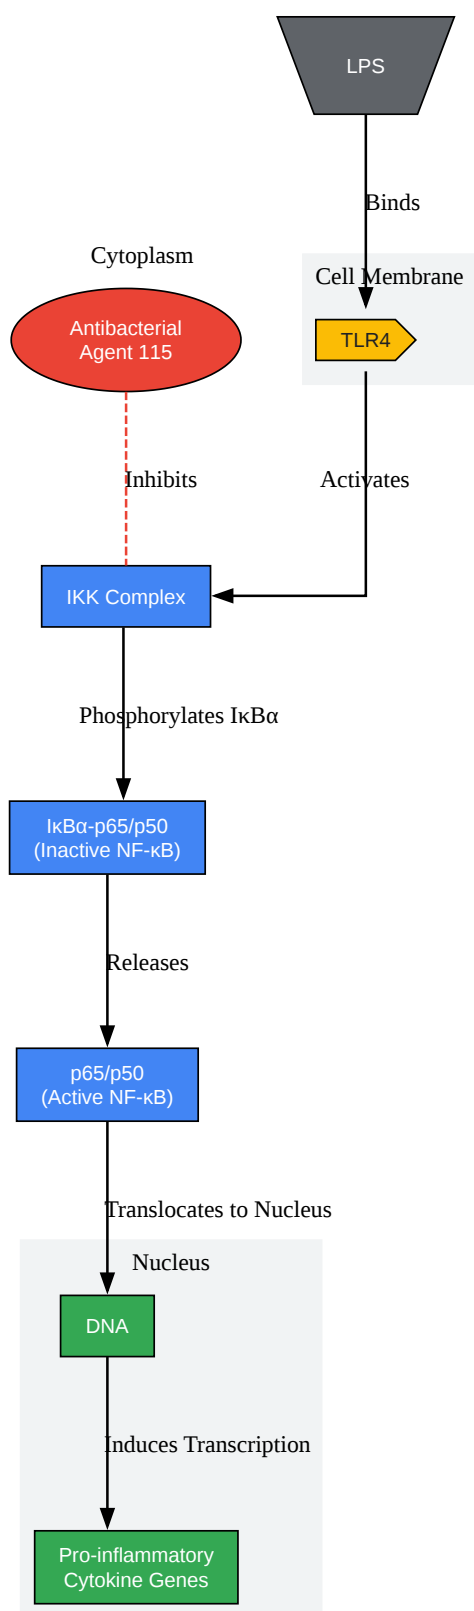 LPS
Binds
Cytoplasm
Cell Membrane
Antibacterial
Agent 115
TLR4
Inhibits
Activates
IKK Complex
Phosphorylates IκBα
IκBα-p65/p50
(Inactive NF-κB)
Releases
p65/p50
(Active NF-κB)
Translocates to Nucleus
Nucleus
DNA
Induces Transcription
Pro-inflammatory
Cytokine Genes